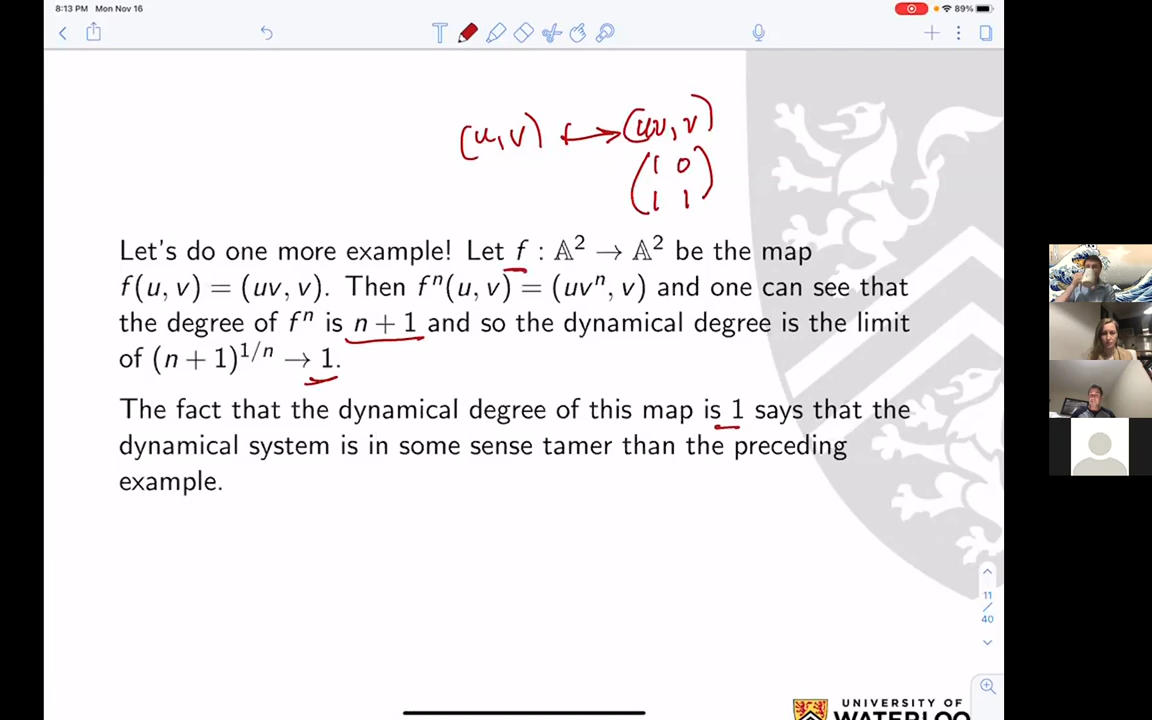 8:13 PM Mon Nov 16
89%
(u,v) ↦ (uv, v)
(1 0
1 1)
Let's do one more example! Let f : 𝔸² → 𝔸² be the map
f(u, v) = (uv, v). Then fⁿ(u, v) = (uvⁿ, v) and one can see that
the degree of fⁿ is n + 1 and so the dynamical degree is the limit
of (n + 1)^{1/n} → 1.
The fact that the dynamical degree of this map is 1 says that the
dynamical system is in some sense tamer than the preceding
example.
11
/
40
UNIVERSITY OF
WATERLOO